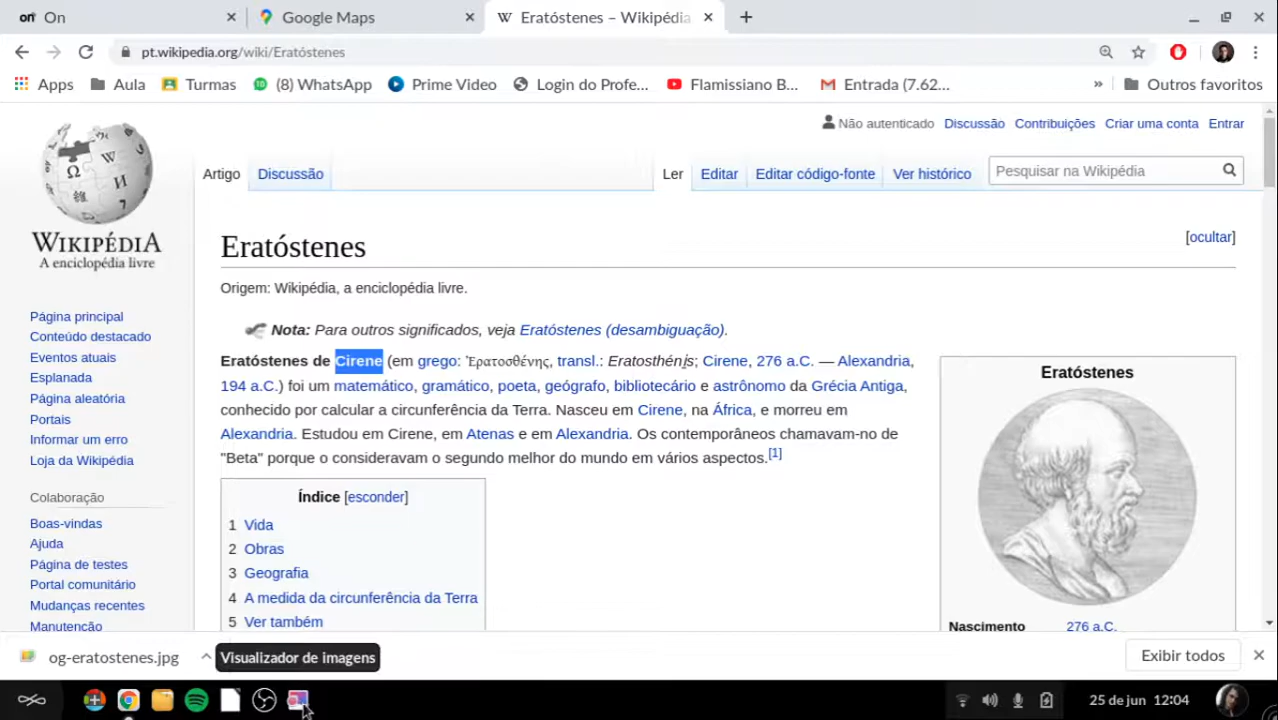 On
Google Maps
Eratóstenes – Wikipédia
pt.wikipedia.org/wiki/Eratóstenes
Apps
Aula
Turmas
(8) WhatsApp
Prime Video
Login do Profe...
Flamissiano B...
Entrada (7.62...
»
Outros favoritos
Não autenticado Discussão Contribuições Criar uma conta Entrar
Artigo Discussão Ler Editar Editar código-fonte Ver histórico Pesquisar na Wikipédia
WIKIPÉDIA
A enciclopédia livre
Página principal
Conteúdo destacado
Eventos atuais
Esplanada
Página aleatória
Portais
Informar um erro
Loja da Wikipédia
Colaboração
Boas-vindas
Ajuda
Página de testes
Portal comunitário
Mudanças recentes
Manutenção
Eratóstenes
[ocultar]
Origem: Wikipédia, a enciclopédia livre.
Nota: Para outros significados, veja Eratóstenes (desambiguação).
Eratóstenes de Cirene (em grego: Ἐρατοσθένης, transl.: Eratosthénis; Cirene, 276 a.C. — Alexandria,
194 a.C.) foi um matemático, gramático, poeta, geógrafo, bibliotecário e astrônomo da Grécia Antiga,
conhecido por calcular a circunferência da Terra. Nasceu em Cirene, na África, e morreu em
Alexandria. Estudou em Cirene, em Atenas e em Alexandria. Os contemporâneos chamavam-no de
"Beta" porque o consideravam o segundo melhor do mundo em vários aspectos.[1]
Índice [esconder]
1 Vida
2 Obras
3 Geografia
4 A medida da circunferência da Terra
5 Ver também
Eratóstenes
Nascimento 276 a.C.
og-eratostenes.jpg
Visualizador de imagens
Exibir todos
25 de jun 12:04